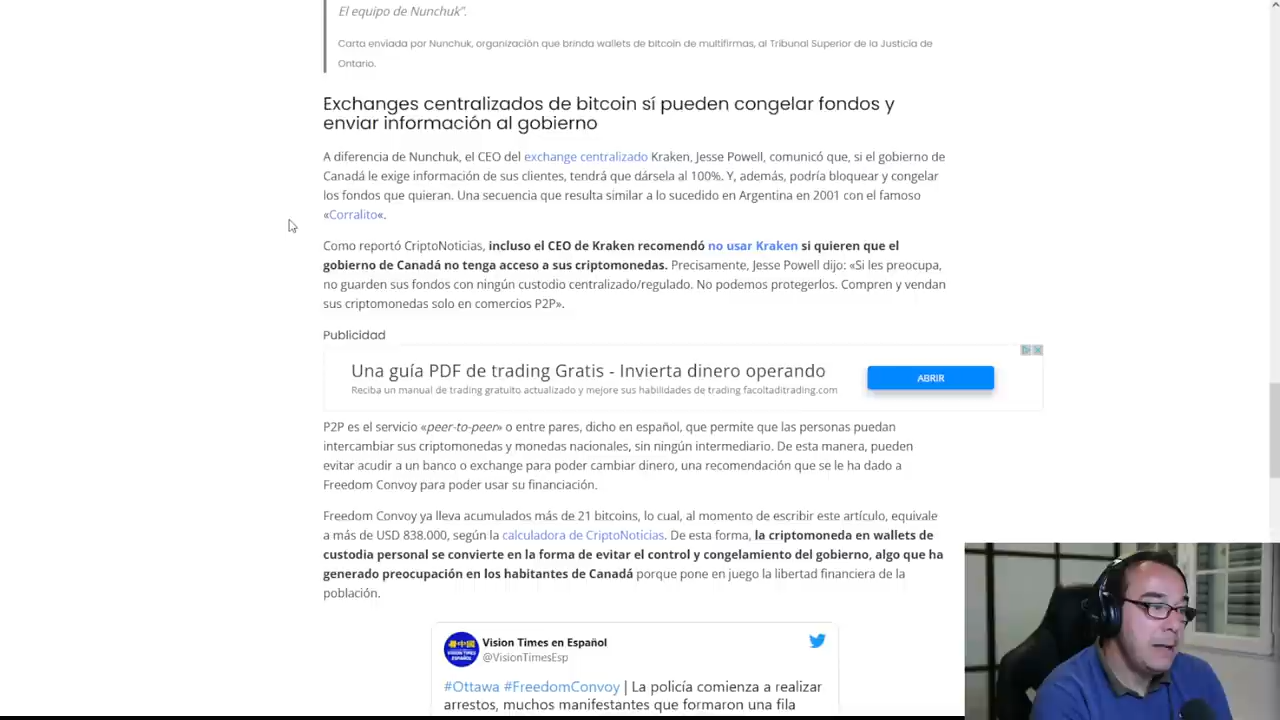 El equipo de Nunchuk".
Carta enviada por Nunchuk, organización que brinda wallets de bitcoin de multifirmas, al Tribunal Superior de la Justicia de
Ontario.
Exchanges centralizados de bitcoin sí pueden congelar fondos y
enviar información al gobierno
A diferencia de Nunchuk, el CEO del exchange centralizado Kraken, Jesse Powell, comunicó que, si el gobierno de
Canadá le exige información de sus clientes, tendrá que dársela al 100%. Y, además, podría bloquear y congelar
los fondos que quieran. Una secuencia que resulta similar a lo sucedido en Argentina en 2001 con el famoso
«Corralito«.
Como reportó CriptoNoticias, incluso el CEO de Kraken recomendó no usar Kraken si quieren que el
gobierno de Canadá no tenga acceso a sus criptomonedas. Precisamente, Jesse Powell dijo: «Si les preocupa,
no guarden sus fondos con ningún custodio centralizado/regulado. No podemos protegerlos. Compren y vendan
sus criptomonedas solo en comercios P2P».
Publicidad
Una guía PDF de trading Gratis - Invierta dinero operando
Reciba un manual de trading gratuito actualizado y mejore sus habilidades de trading facoltaditrading.com
ABRIR
P2P es el servicio «peer-to-peer» o entre pares, dicho en español, que permite que las personas puedan
intercambiar sus criptomonedas y monedas nacionales, sin ningún intermediario. De esta manera, pueden
evitar acudir a un banco o exchange para poder cambiar dinero, una recomendación que se le ha dado a
Freedom Convoy para poder usar su financiación.
Freedom Convoy ya lleva acumulados más de 21 bitcoins, lo cual, al momento de escribir este artículo, equivale
a más de USD 838.000, según la calculadora de CriptoNoticias. De esta forma, la criptomoneda en wallets de
custodia personal se convierte en la forma de evitar el control y congelamiento del gobierno, algo que ha
generado preocupación en los habitantes de Canadá porque pone en juego la libertad financiera de la
población.
Vision Times en Español
@VisionTimesEsp
#Ottawa #FreedomConvoy | La policía comienza a realizar
arrestos, muchos manifestantes que formaron una fila